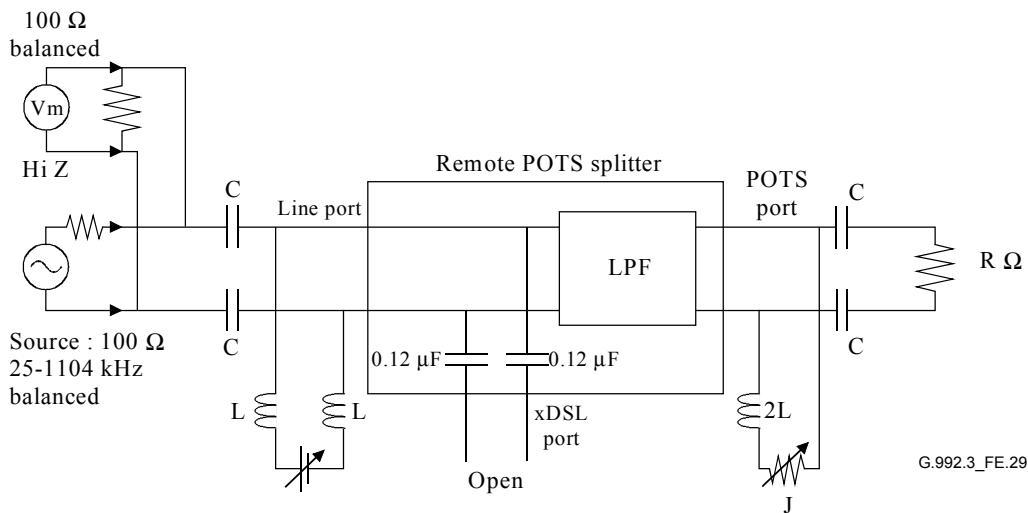 100 Ω
balanced
Vm
Hi Z
Remote POTS splitter
POTS
port
C
C
Line port
LPF
R Ω
C
C
Source : 100 Ω
25-1104 kHz
balanced
0.12 µF
0.12 µF
L
L
xDSL
port
2L
Open
J
G.992.3_FE.29